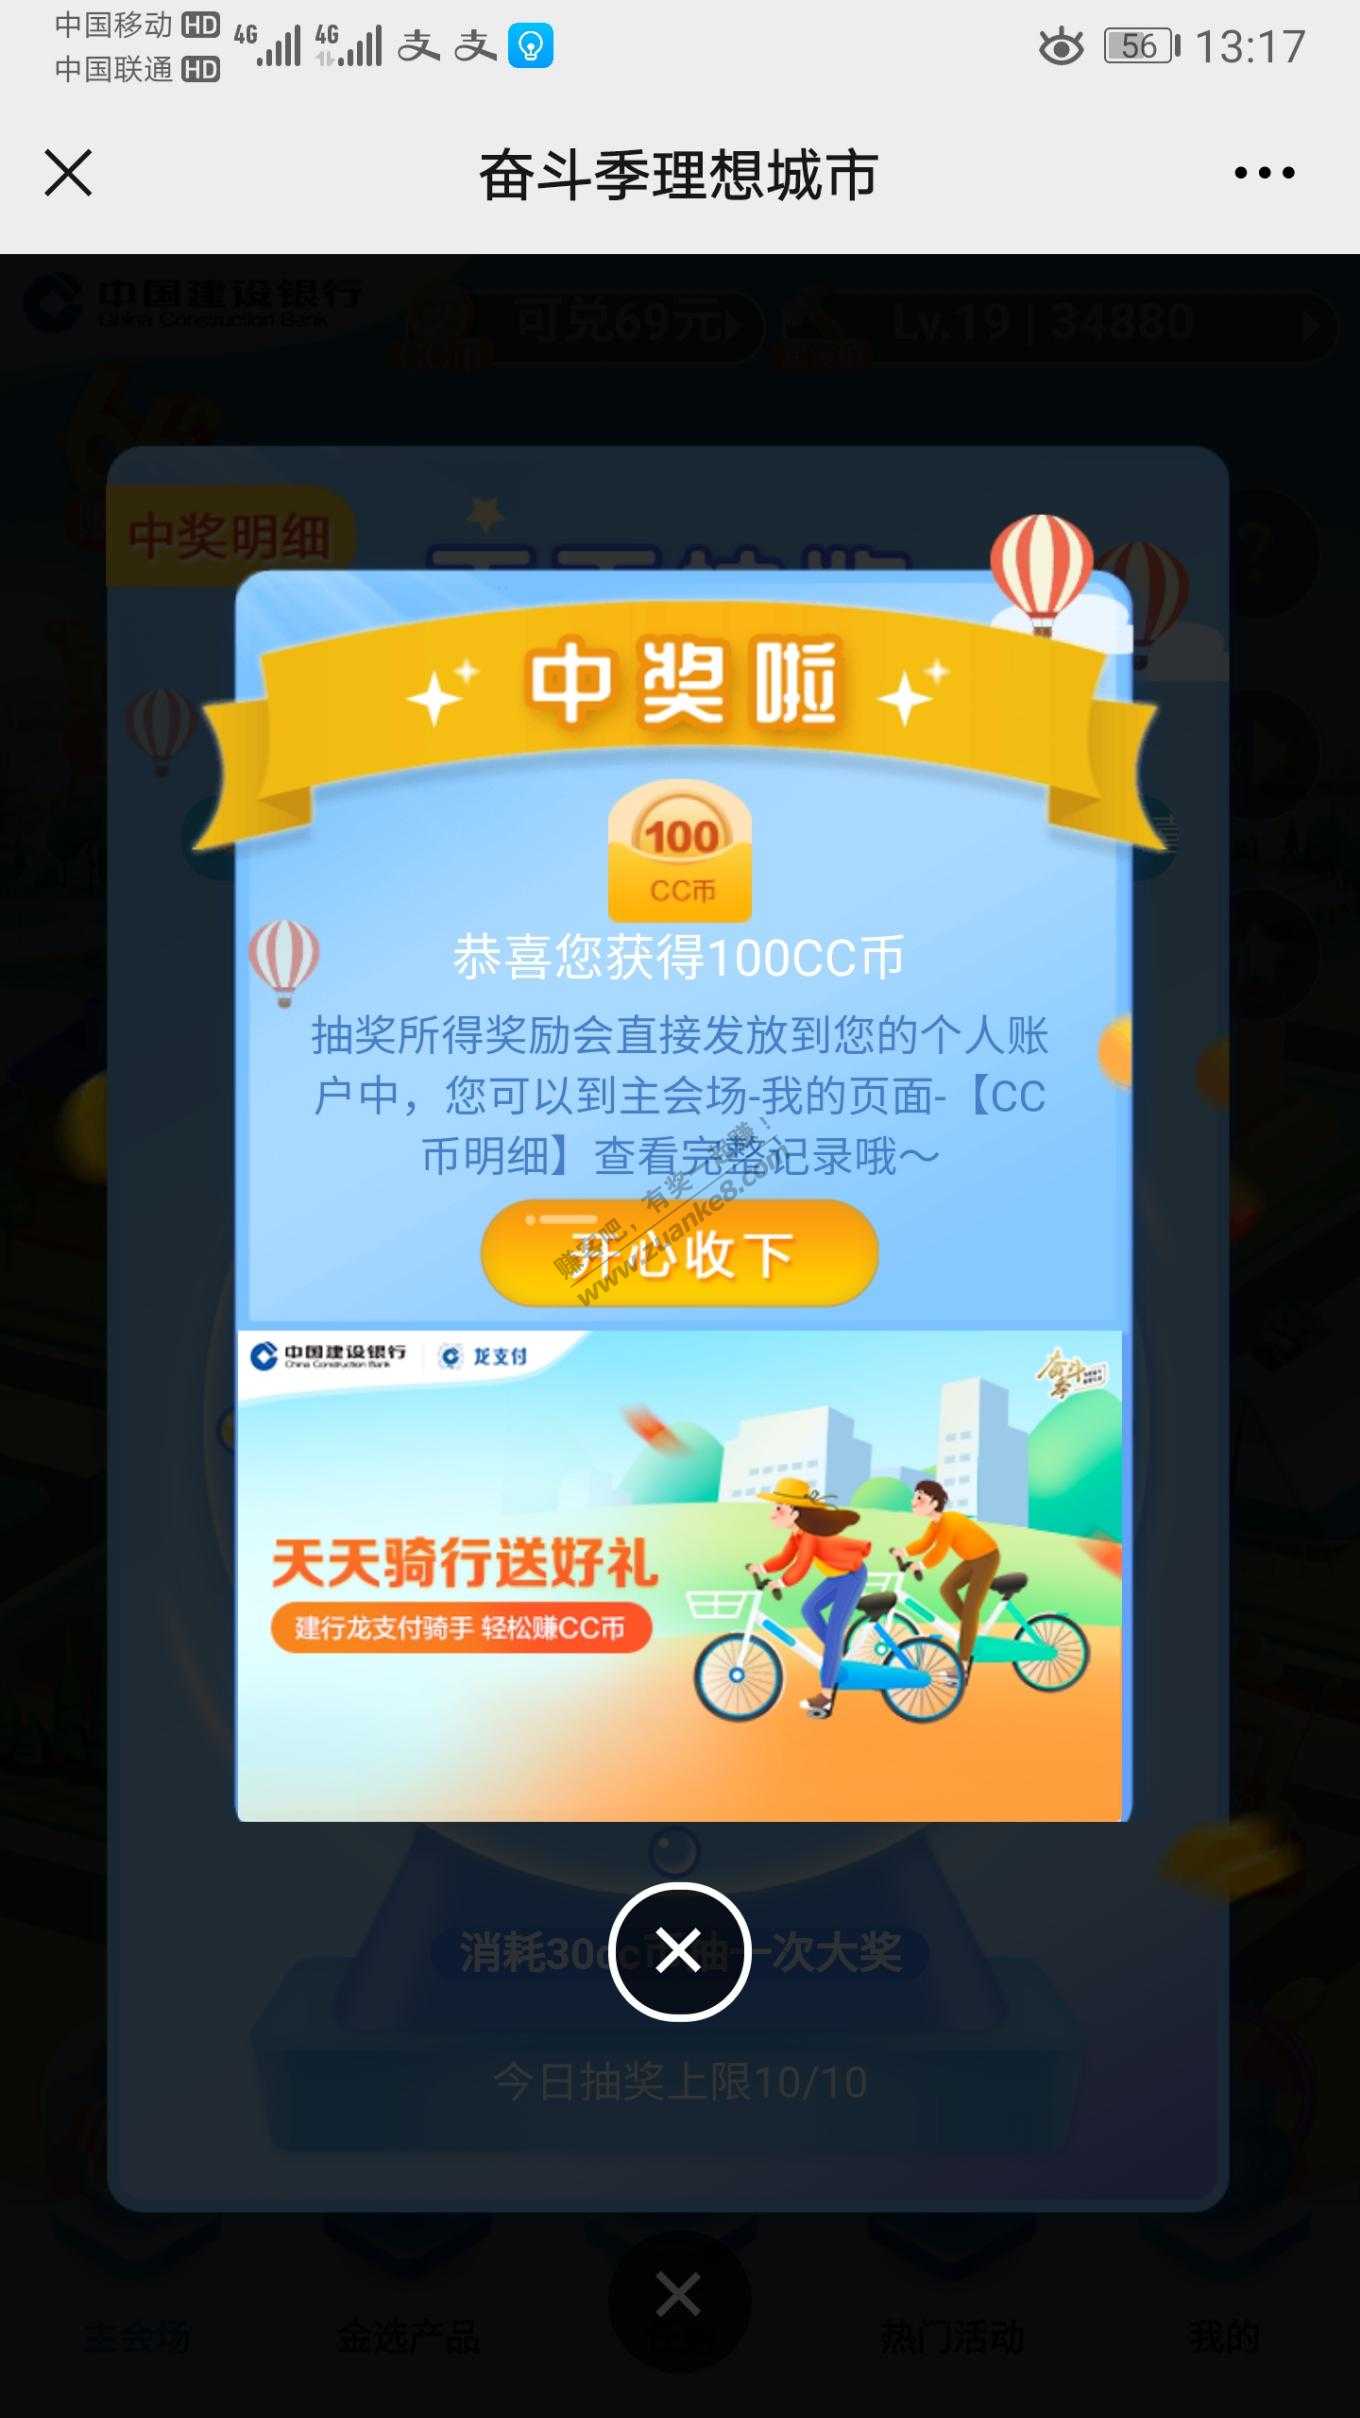 中国移动 HD 4G 4G 支 支 56 13:17
中国联通 HD
奋斗季理想城市
中国建设银行
China Construction Bank
可兑69元
Lv.19 | 34880
CC币
中奖明细
中奖啦
100
CC币
恭喜您获得100CC币
抽奖所得奖励会直接发放到您的个人账
户中，您可以到主会场-我的页面-【CC
币明细】查看完整记录哦～
赚客吧，有奖一起赚！
www.zuanke8.com
开心收下
中国建设银行
China Construction Bank
龙支付
奋斗季
天天骑行送好礼
建行龙支付骑手 轻松赚CC币
消耗30cc币抽一次大奖
今日抽奖上限10/10
主会场 金选产品 热门活动 我的